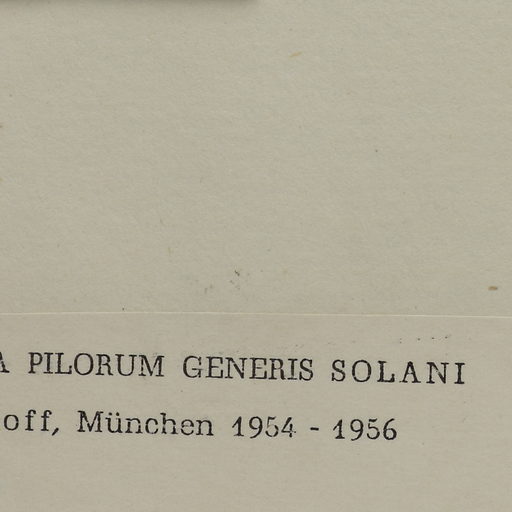 A PILORUM GENERIS SOLANI
off, München 1954 - 1956